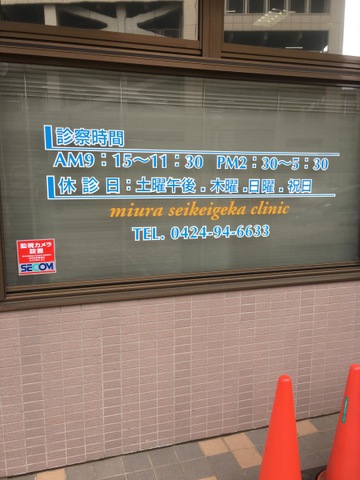 診察時間
AM9：15～11：30 PM2：30～5：30
休診日：土曜午後．木曜．日曜．祝日
miura seikeigeka clinic
TEL. 0424-94-6633
監視カメラ
設置
SECOM